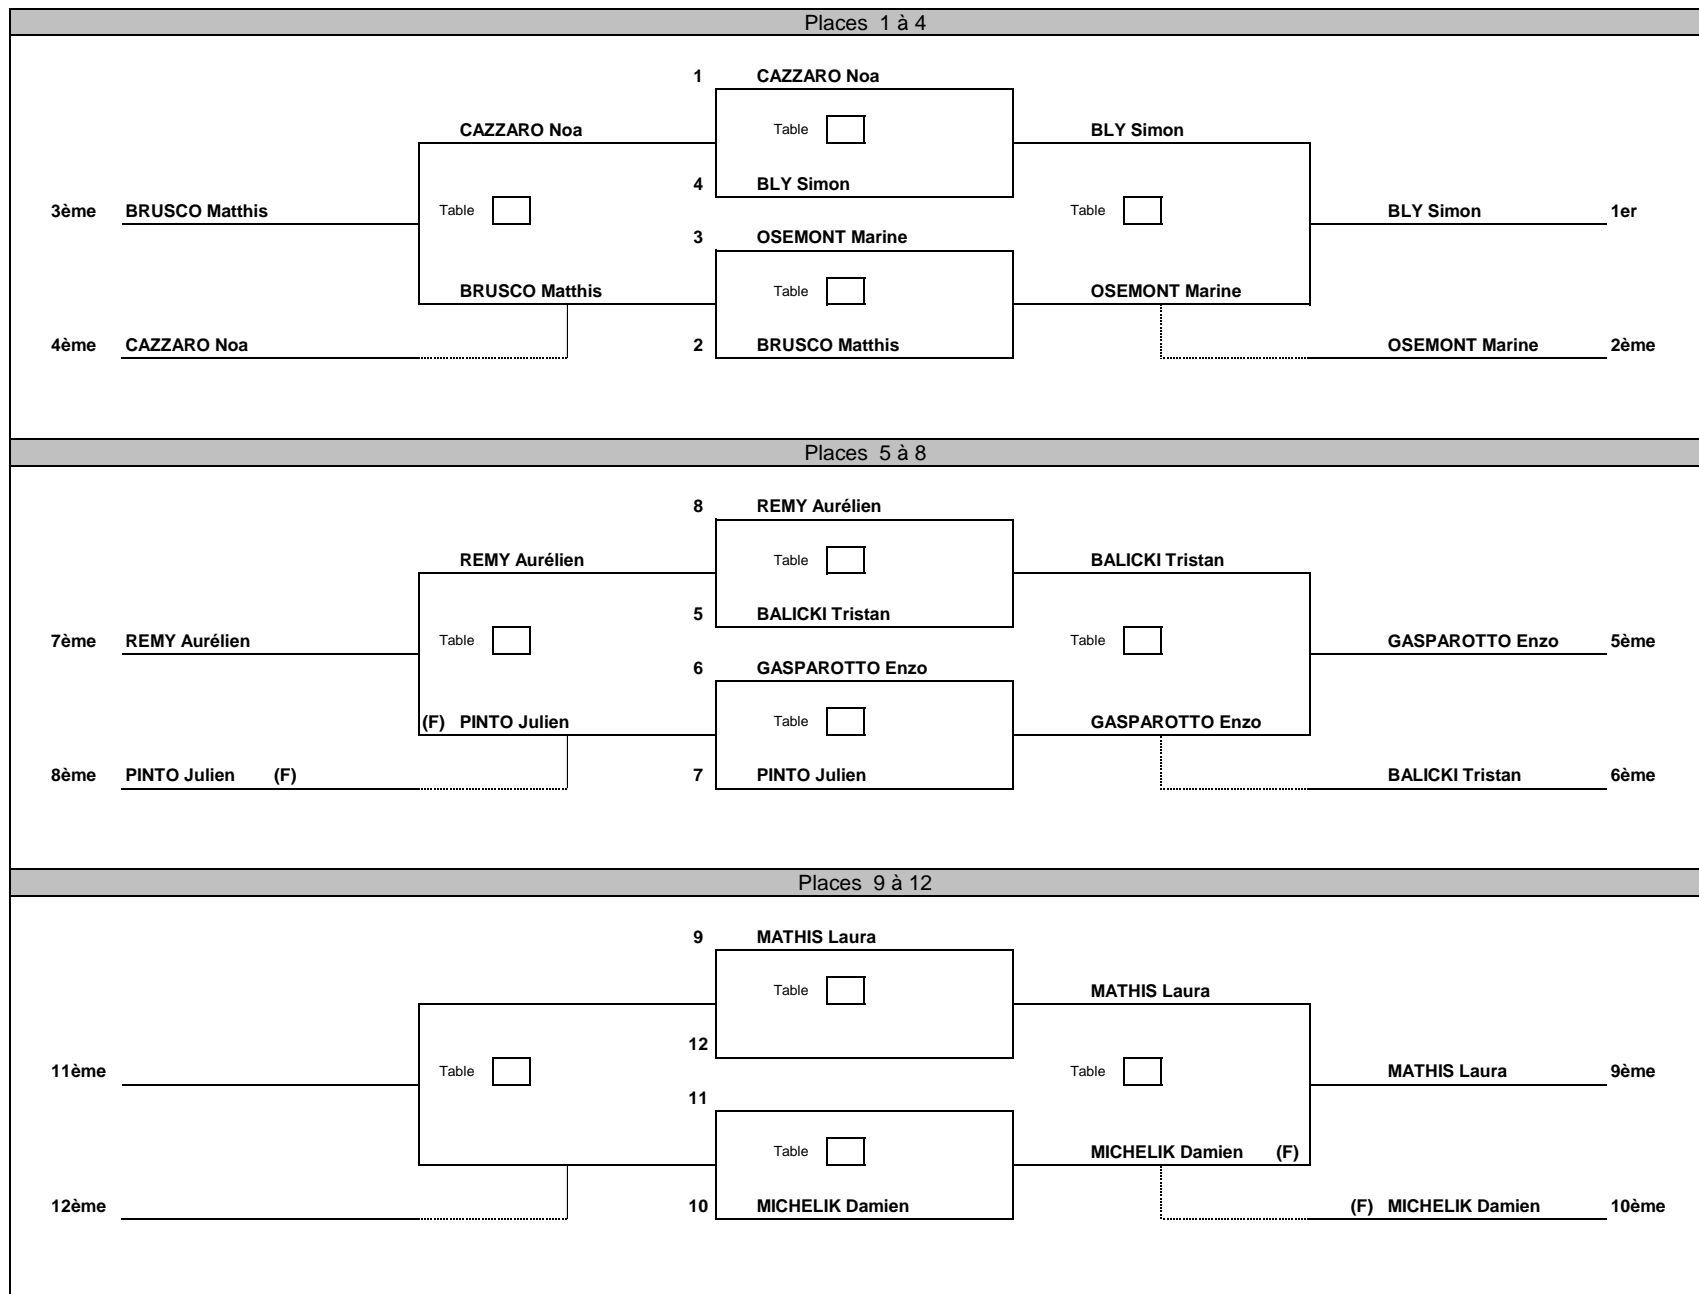 Places 1 à 4
1 CAZZARO Noa
CAZZARO Noa Table BLY Simon
4 BLY Simon
3ème BRUSCO Matthis Table Table BLY Simon 1er
3 OSEMONT Marine
BRUSCO Matthis Table OSEMONT Marine
4ème CAZZARO Noa 2 BRUSCO Matthis OSEMONT Marine 2ème
Places 5 à 8
8 REMY Aurélien
REMY Aurélien Table BALICKI Tristan
5 BALICKI Tristan
7ème REMY Aurélien Table Table GASPAROTTO Enzo 5ème
6 GASPAROTTO Enzo
(F) PINTO Julien Table GASPAROTTO Enzo
8ème PINTO Julien (F) 7 PINTO Julien BALICKI Tristan 6ème
Places 9 à 12
9 MATHIS Laura
Table MATHIS Laura
12
11ème Table Table MATHIS Laura 9ème
11
Table MICHELIK Damien (F)
12ème 10 MICHELIK Damien (F) MICHELIK Damien 10ème